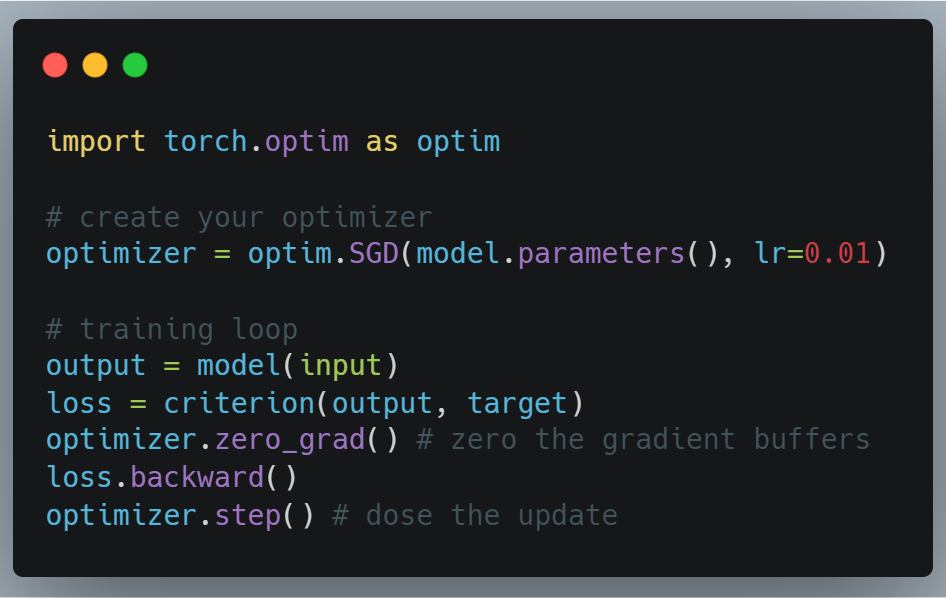 import torch.optim as optim
# create your optimizer
optimizer = optim.SGD(model.parameters(), lr=0.01)
# training loop
output = model(input)
loss = criterion(output, target)
optimizer.zero_grad() # zero the gradient buffers
loss.backward()
optimizer.step() # dose the update